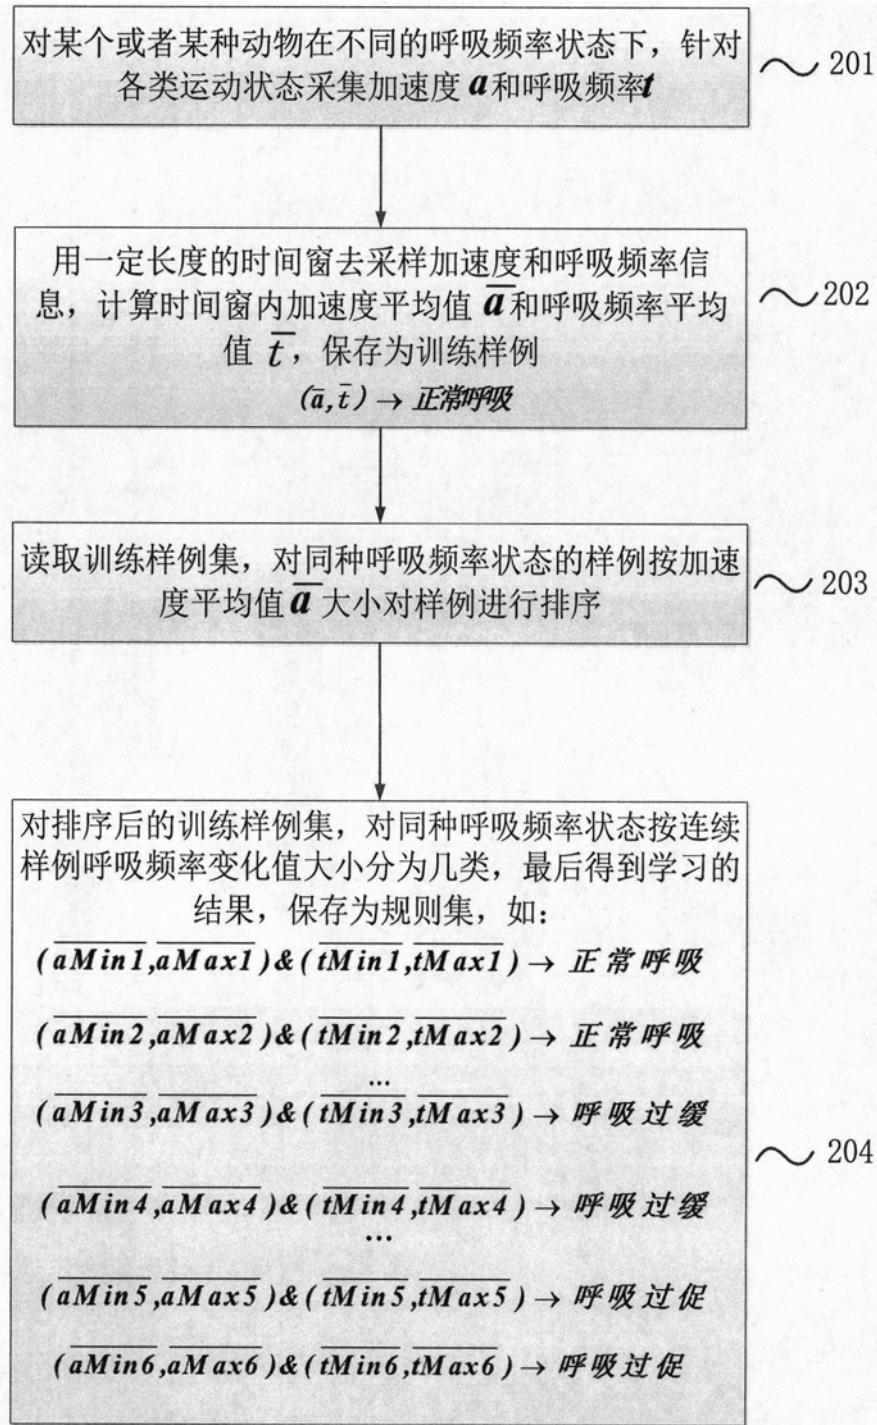 对某个或者某种动物在不同的呼吸频率状态下，针对
各类运动状态采集加速度 a 和呼吸频率t
201
用一定长度的时间窗去采样加速度和呼吸频率信
息，计算时间窗内加速度平均值 a̅ 和呼吸频率平均
值 t̅，保存为训练样例
(a̅,t̅) → 正常呼吸
202
读取训练样例集，对同种呼吸频率状态的样例按加速
度平均值 a̅ 大小对样例进行排序
203
对排序后的训练样例集，对同种呼吸频率状态按连续
样例呼吸频率变化值大小分为几类，最后得到学习的
结果，保存为规则集，如：
(aMin1,aMax1)&(tMin1,tMax1)→ 正常呼吸
(aMin2,aMax2)&(tMin2,tMax2)→ 正常呼吸
...
(aMin3,aMax3)&(tMin3,tMax3)→ 呼吸过缓
(aMin4,aMax4)&(tMin4,tMax4)→ 呼吸过缓
...
(aMin5,aMax5)&(tMin5,tMax5)→ 呼吸过促
(aMin6,aMax6)&(tMin6,tMax6)→ 呼吸过促
204